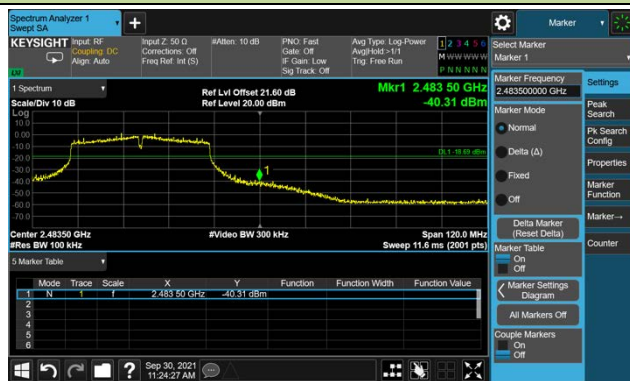 Spectrum Analyzer 1
Swept SA
+
Marker
KEYSIGHT
Input: RF
Coupling: DC
Align: Auto
Input Z: 50 Ω
Corrections: Off
Freq Ref: Int (S)
#Atten: 10 dB
PNO: Fast
Gate: Off
IF Gain: Low
Sig Track: Off
Avg Type: Log-Power
Avg|Hold:>1/1
Trig: Free Run
1 2 3 4 5 6
M W W W W W
P N N N N N
Select Marker
Marker 1
1 Spectrum
Scale/Div 10 dB
Ref Lvl Offset 21.60 dB
Ref Level 20.00 dBm
Mkr1 2.483 50 GHz
-40.31 dBm
Log
10.0
0.00
-10.0
-20.0
-30.0
-40.0
-50.0
-60.0
-70.0
DL1 -18.69 dBm
1
Center 2.48350 GHz
#Res BW 100 kHz
#Video BW 300 kHz
Span 120.0 MHz
Sweep 11.6 ms (2001 pts)
5 Marker Table
Mode Trace Scale X Y Function Function Width Function Value
1 N 1 f 2.483 50 GHz -40.31 dBm
2
3
4
5
6
Marker Frequency
2.483500000 GHz
Marker Mode
Normal
Delta (Δ)
Fixed
Off
Delta Marker
(Reset Delta)
Marker Table
On
Off
Marker Settings
Diagram
All Markers Off
Couple Markers
On
Off
Settings
Peak
Search
Pk Search
Config
Properties
Marker
Function
Marker→
Counter
?
Sep 30, 2021
11:24:27 AM